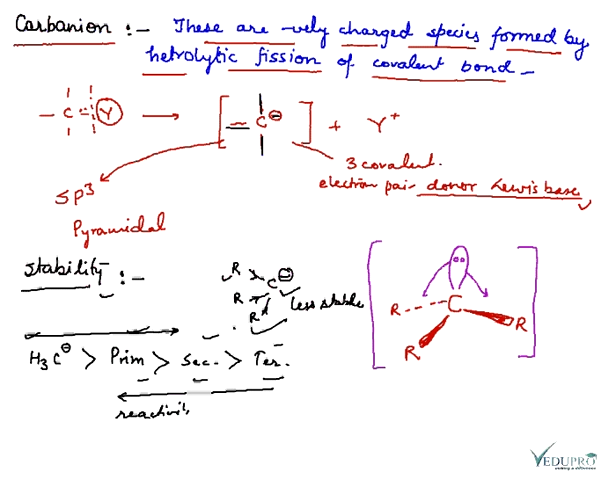 Carbanion :- These are -vely charged species formed by
hetrolytic fission of covalent bond -
- C = Y → [ = C ⊖ ] + Y⁺
3 covalent.
electron pair donor Lewis base
sp³
Pyramidal
stability :-
R C ⊖
R less stable
R
H₃C⊖ > Prim > Sec. > Ter.
reactivity
R C R
R
VEDUPRO